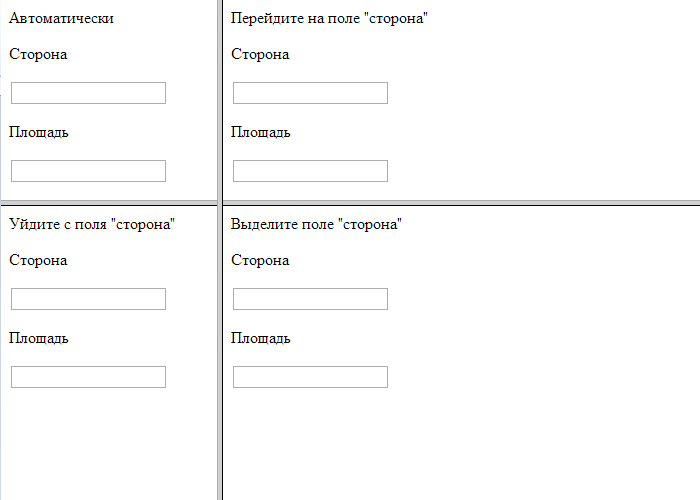 Автоматически
Сторона
Площадь
Перейдите на поле "сторона"
Сторона
Площадь
Уйдите с поля "сторона"
Сторона
Площадь
Выделите поле "сторона"
Сторона
Площадь